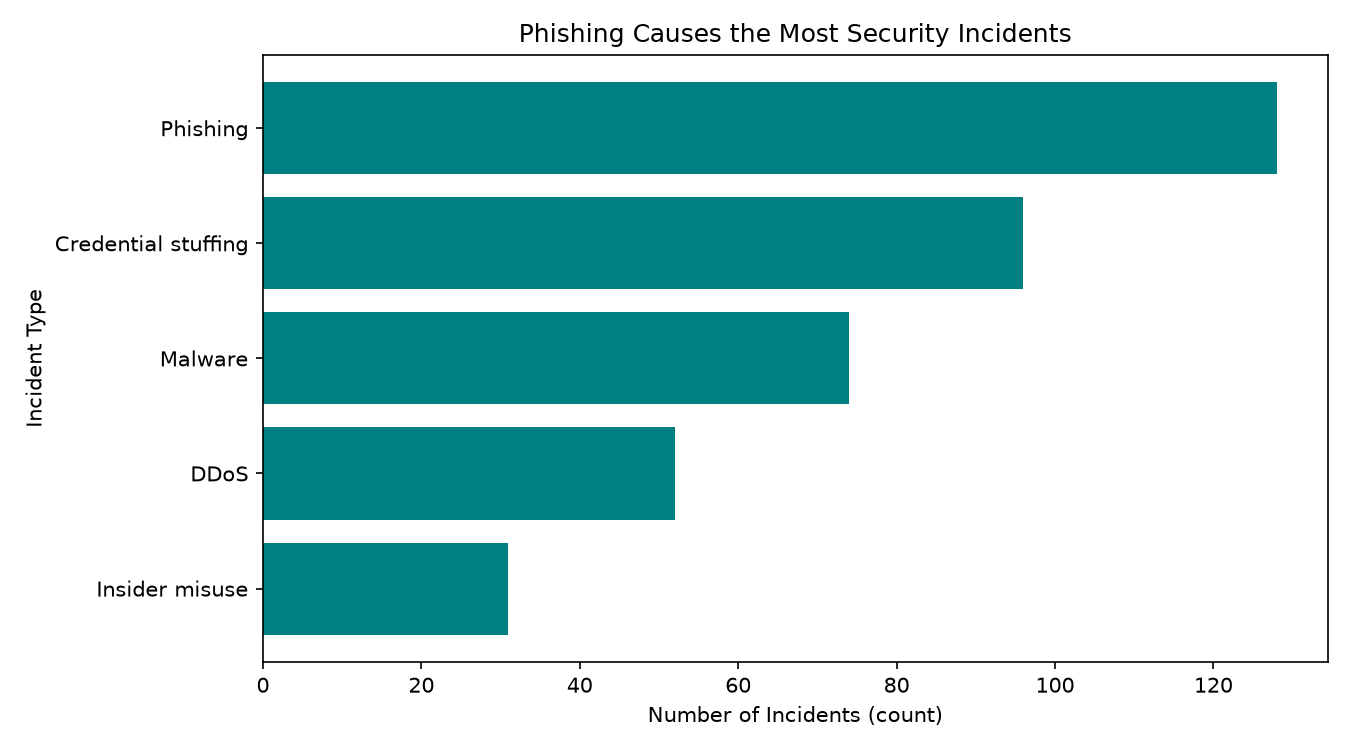 Phishing Causes the Most Security Incidents
Phishing
Credential stuffing
Malware
DDoS
Insider misuse
Incident Type
0 20 40 60 80 100 120
Number of Incidents (count)